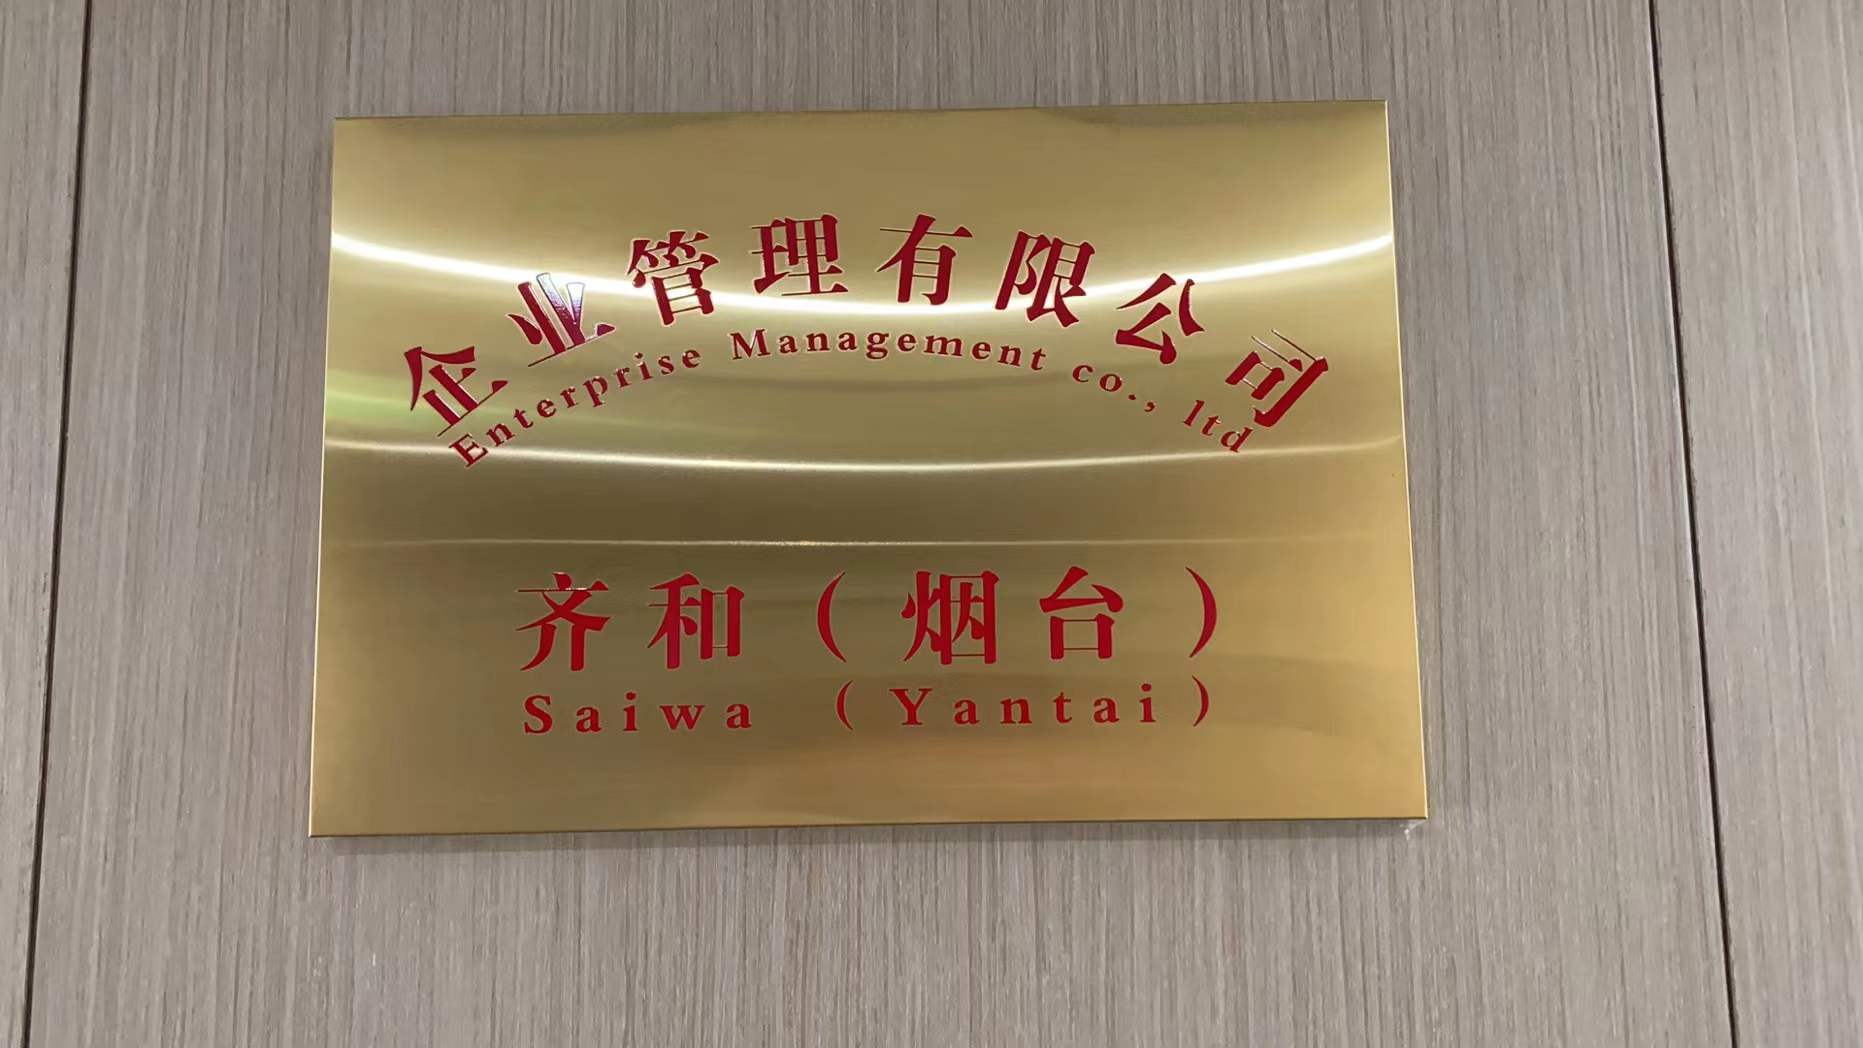 企业管理有限公司
Enterprise Management co., ltd
齐和（烟台）
Saiwa （Yantai）